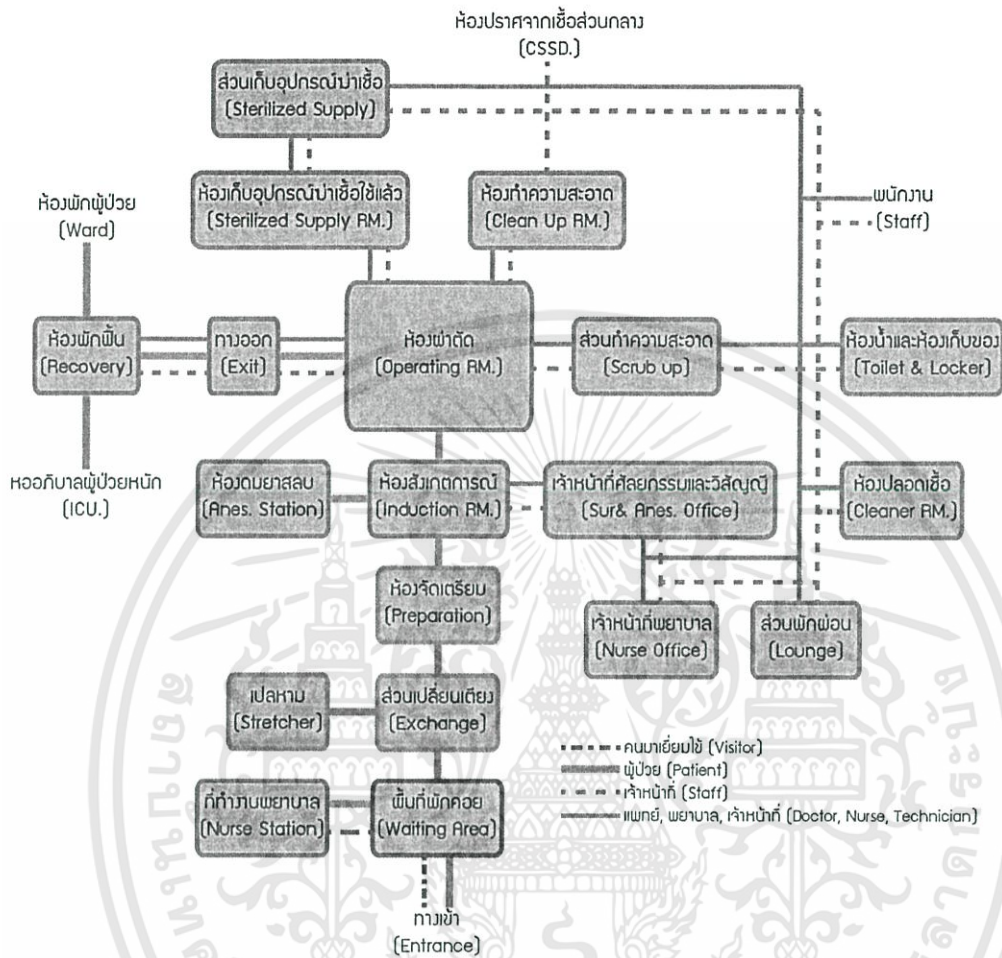 ห้องปราศจากเชื้อส่วนกลาง
(CSSD.)
ส่วนเก็บอุปกรณ์ฆ่าเชื้อ
(Sterilized Supply)
ห้องเก็บอุปกรณ์ฆ่าเชื้อใช้แล้ว
(Sterilized Supply RM.)
ห้องทำความสะอาด
(Clean Up RM.)
พนักงาน
(Staff)
ห้องพักผู้ป่วย
(Ward)
ห้องพักฟื้น
(Recovery)
ทางออก
(Exit)
ห้องผ่าตัด
(Operating RM.)
ส่วนทำความสะอาด
(Scrub up)
ห้องน้ำและห้องเก็บของ
(Toilet & Locker)
หออภิบาลผู้ป่วยหนัก
(ICU.)
ห้องดมยาสลบ
(Anes. Station)
ห้องสังเกตการณ์
(Induction RM.)
เจ้าหน้าที่ศัลยกรรมและวิสัญญี
(Sur& Anes. Office)
ห้องปลอดเชื้อ
(Cleaner RM.)
ห้องจัดเตรียม
(Preparation)
เจ้าหน้าที่พยาบาล
(Nurse Office)
ส่วนพักผ่อน
(Lounge)
เปลหาม
(Stretcher)
ส่วนเปลี่ยนเตียง
(Exchange)
คนมาเยี่ยมไข้ (Visitor)
ผู้ป่วย (Patient)
เจ้าหน้าที่ (Staff)
แพทย์, พยาบาล, เจ้าหน้าที่ (Doctor, Nurse, Technician)
ที่ทำงานพยาบาล
(Nurse Station)
พื้นที่พักคอย
(Waiting Area)
ทางเข้า
(Entrance)